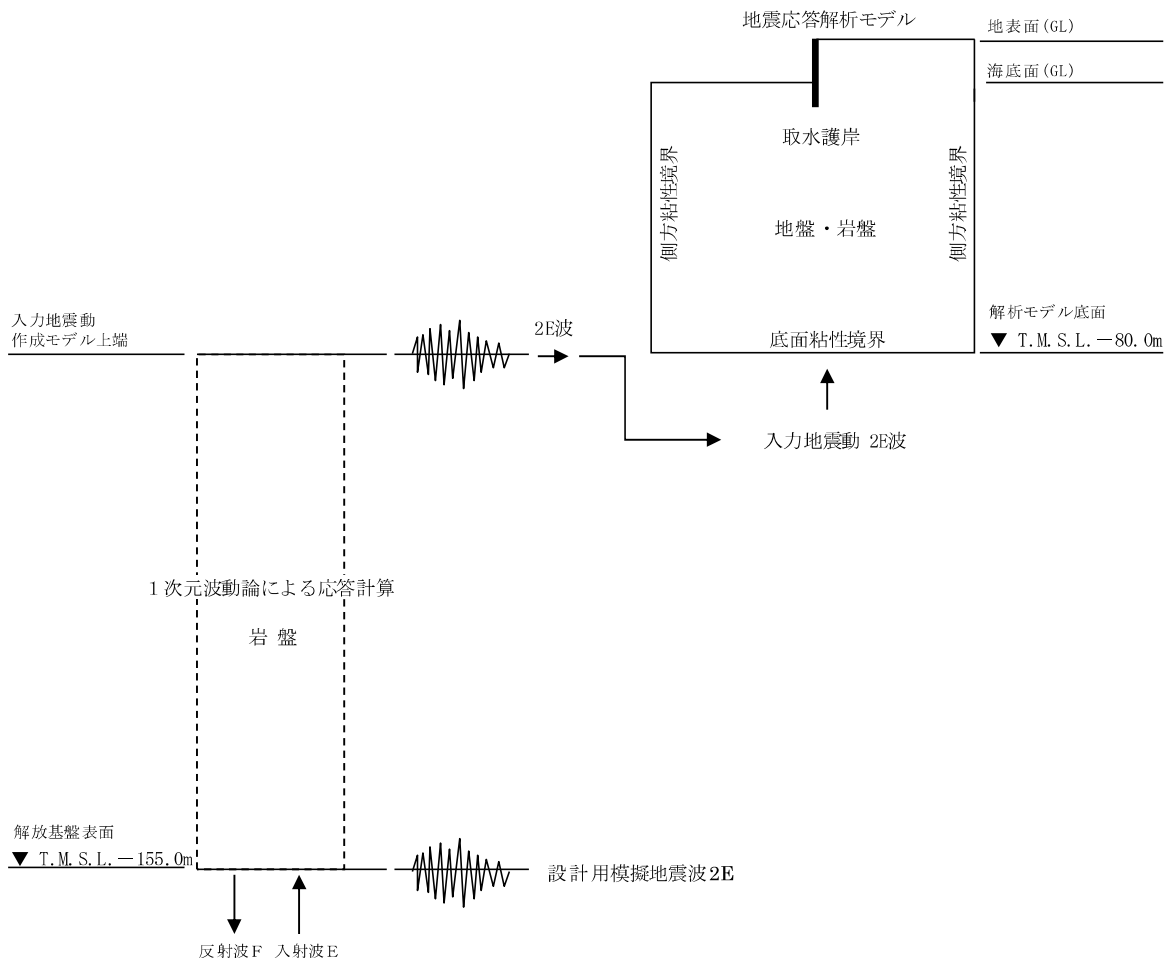 地震応答解析モデル
地表面(GL)
海底面(GL)
取水護岸
側方粘性境界
側方粘性境界
地盤・岩盤
解析モデル底面
▼ T.M.S.L.－80.0m
底面粘性境界
入力地震動
作成モデル上端
2E波
入力地震動 2E波
1次元波動論による応答計算
岩 盤
解放基盤表面
▼ T.M.S.L.－155.0m
設計用模擬地震波2E
反射波F 入射波E